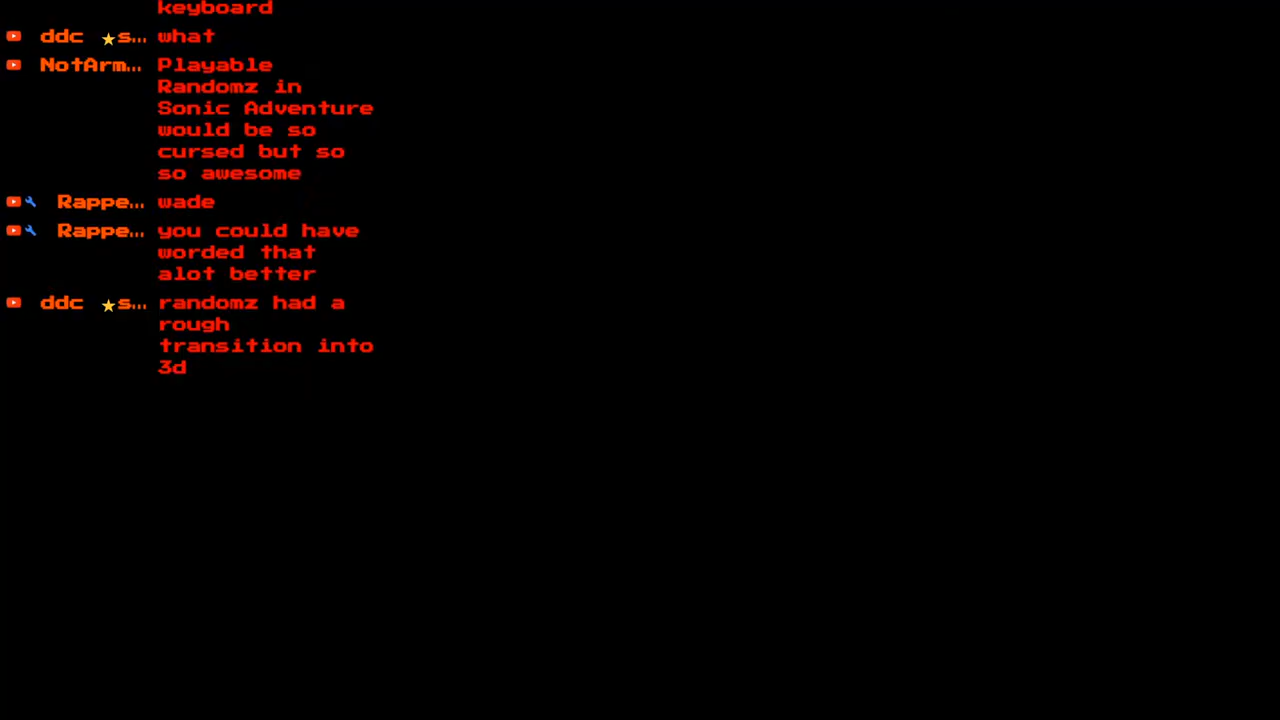 keyboard
ddc ⭐s... what
NotArm... Playable
Randomz in
Sonic Adventure
would be so
cursed but so
so awesome
Rappe... wade
Rappe... you could have
worded that
alot better
ddc ⭐s... randomz had a
rough
transition into
3d